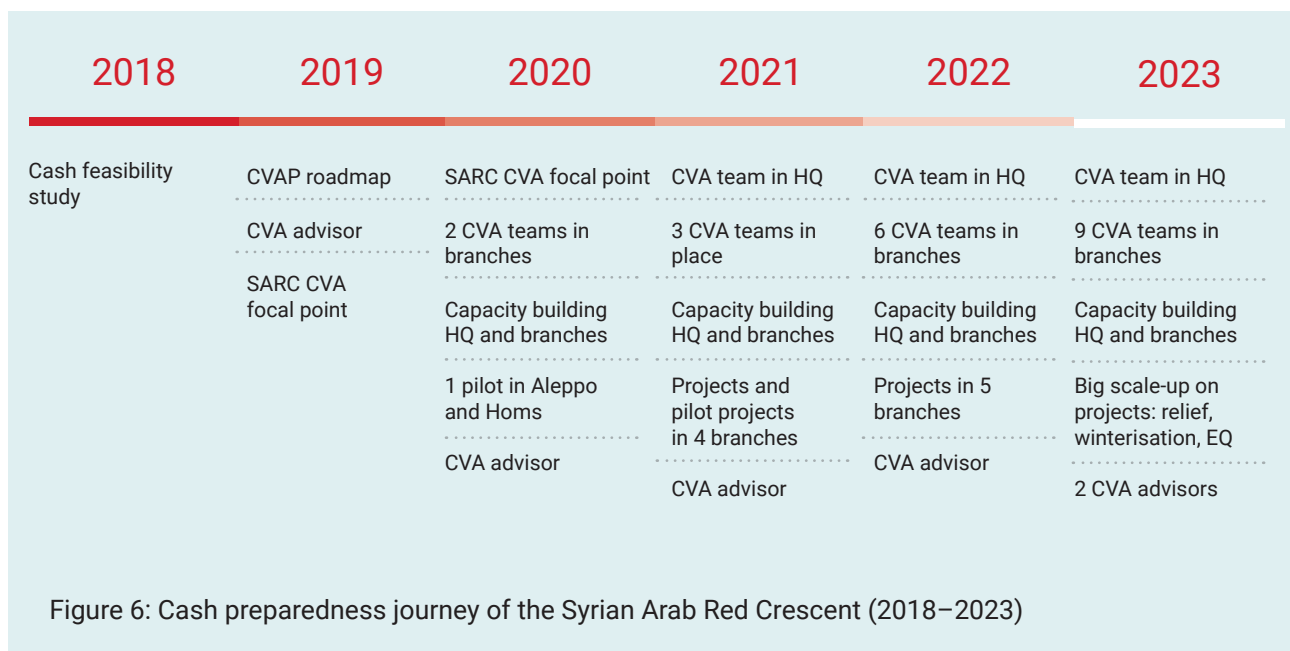 2018
2019
2020
2021
2022
2023
Cash feasibility
study
CVAP roadmap
CVA advisor
SARC CVA
focal point
SARC CVA focal point
2 CVA teams in
branches
Capacity building
HQ and branches
1 pilot in Aleppo
and Homs
CVA advisor
CVA team in HQ
3 CVA teams in
place
Capacity building
HQ and branches
Projects and
pilot projects
in 4 branches
CVA advisor
CVA team in HQ
6 CVA teams in
branches
Capacity building
HQ and branches
Projects in 5
branches
CVA advisor
CVA team in HQ
9 CVA teams in
branches
Capacity building
HQ and branches
Big scale-up on
projects: relief,
winterisation, EQ
2 CVA advisors
Figure 6: Cash preparedness journey of the Syrian Arab Red Crescent (2018–2023)